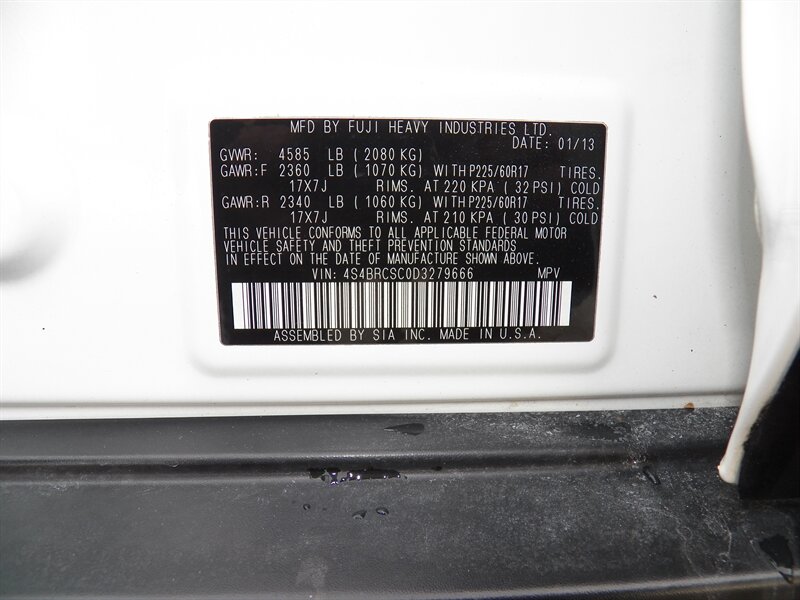 MFD BY FUJI HEAVY INDUSTRIES LTD.
DATE: 01/13
GVWR: 4585 LB ( 2080 KG)
GAWR:F 2360 LB ( 1070 KG) WITH P225/60R17 TIRES.
17X7J RIMS. AT 220 KPA ( 32 PSI) COLD
GAWR:R 2340 LB ( 1060 KG) WITH P225/60R17 TIRES.
17X7J RIMS. AT 210 KPA ( 30 PSI) COLD
THIS VEHICLE CONFORMS TO ALL APPLICABLE FEDERAL MOTOR
VEHICLE SAFETY AND THEFT PREVENTION STANDARDS
IN EFFECT ON THE DATE OF MANUFACTURE SHOWN ABOVE.
VIN: 4S4BRCSC0D3279666 MPV
ASSEMBLED BY SIA INC. MADE IN U.S.A.